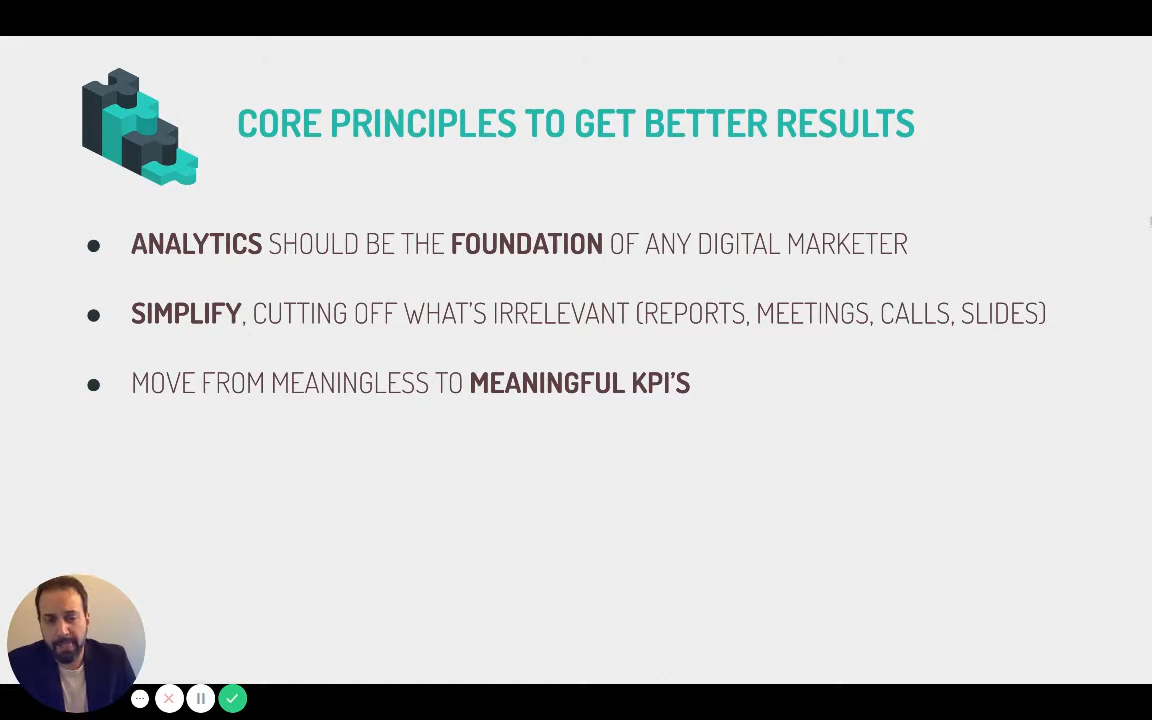 CORE PRINCIPLES TO GET BETTER RESULTS
● ANALYTICS SHOULD BE THE FOUNDATION OF ANY DIGITAL MARKETER
● SIMPLIFY, CUTTING OFF WHAT'S IRRELEVANT (REPORTS, MEETINGS, CALLS, SLIDES)
● MOVE FROM MEANINGLESS TO MEANINGFUL KPI'S